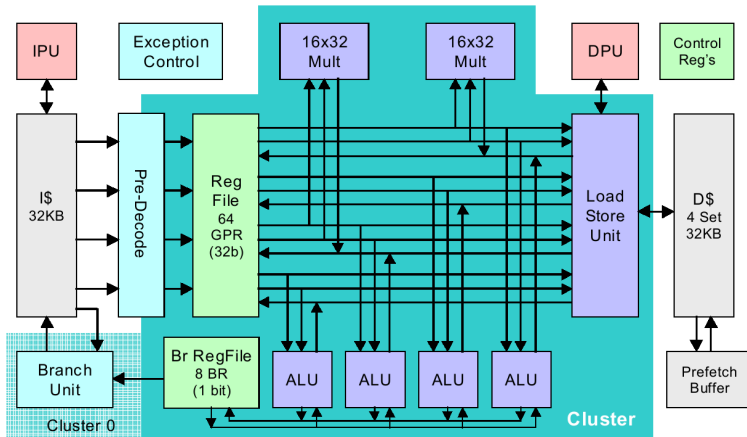 IPU
Exception
Control
16x32
Mult
16x32
Mult
DPU
Control
Reg's
I$
32KB
Pre-Decode
Reg
File
64
GPR
(32b)
Load
Store
Unit
D$
4 Set
32KB
Branch
Unit
Br RegFile
8 BR
(1 bit)
ALU
ALU
ALU
ALU
Prefetch
Buffer
Cluster 0
Cluster